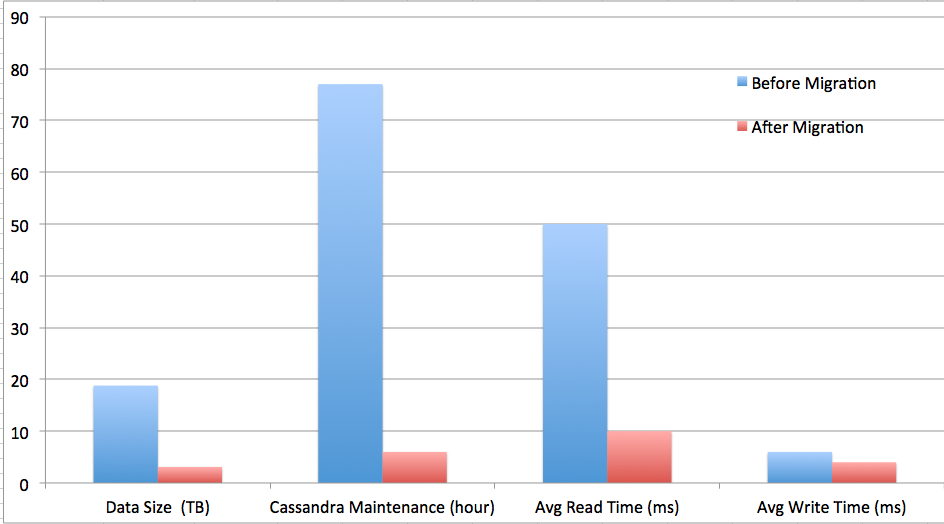 90
80
70
60
50
40
30
20
10
0
Before Migration
After Migration
Data Size  (TB)
Cassandra Maintenance (hour)
Avg Read Time (ms)
Avg Write Time (ms)